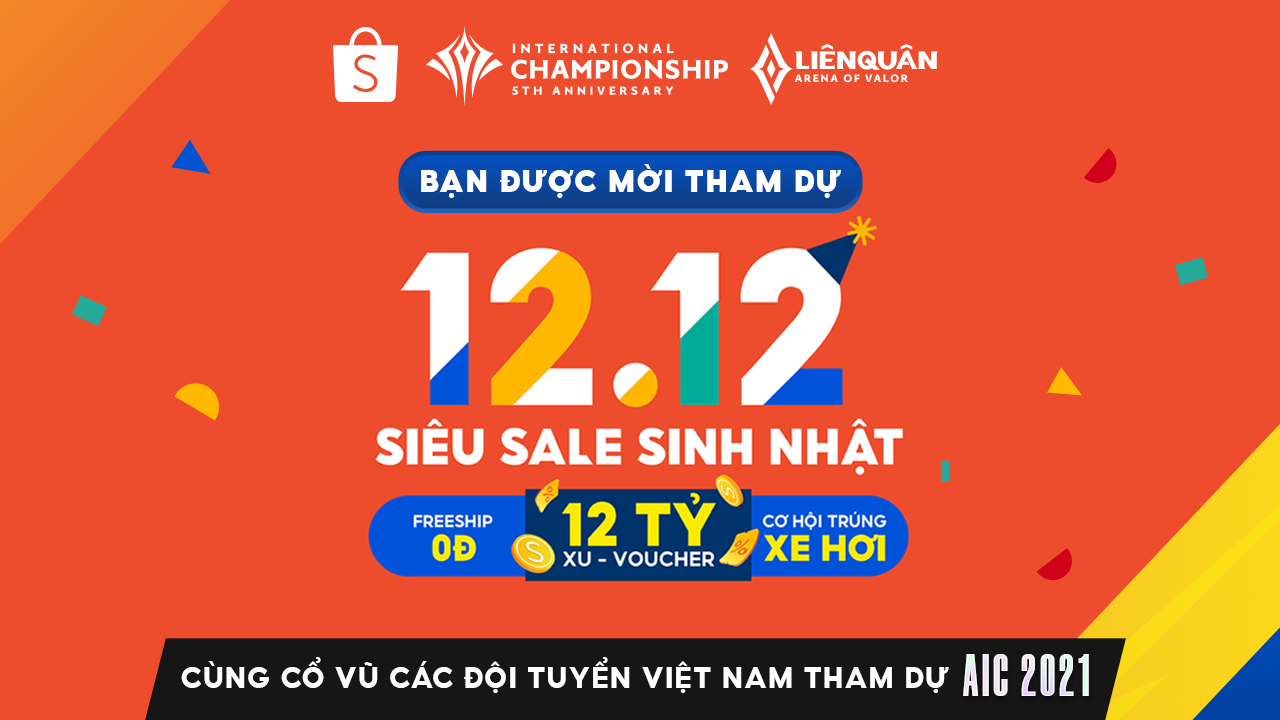 S
INTERNATIONAL
CHAMPIONSHIP
5TH ANNIVERSARY
LIÊNQUÂN
ARENA OF VALOR
BẠN ĐƯỢC MỜI THAM DỰ
12.12
SIÊU SALE SINH NHẬT
FREESHIP
0Đ
12 TỶ
XU - VOUCHER
CƠ HỘI TRÚNG
XE HƠI
CÙNG CỔ VŨ CÁC ĐỘI TUYỂN VIỆT NAM THAM DỰ AIC 2021